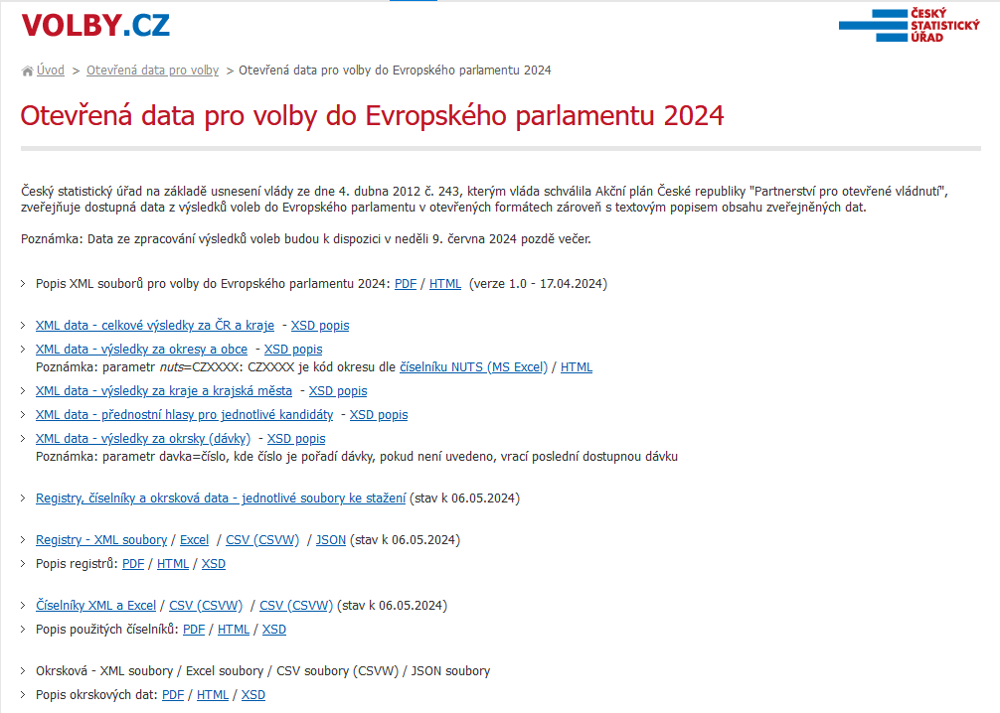 VOLBY.CZ
ČESKÝ
STATISTICKÝ
ÚŘAD
Úvod > Otevřená data pro volby > Otevřená data pro volby do Evropského parlamentu 2024
Otevřená data pro volby do Evropského parlamentu 2024
Český statistický úřad na základě usnesení vlády ze dne 4. dubna 2012 č. 243, kterým vláda schválila Akční plán České republiky "Partnerství pro otevřené vládnutí",
zveřejňuje dostupná data z výsledků voleb do Evropského parlamentu v otevřených formátech zároveň s textovým popisem obsahu zveřejněných dat.
Poznámka: Data ze zpracování výsledků voleb budou k dispozici v neděli 9. června 2024 pozdě večer.
Popis XML souborů pro volby do Evropského parlamentu 2024: PDF / HTML (verze 1.0 - 17.04.2024)
XML data - celkové výsledky za ČR a kraje - XSD popis
XML data - výsledky za okresy a obce - XSD popis
Poznámka: parametr nuts=CZXXXX: CZXXXX je kód okresu dle číselníku NUTS (MS Excel) / HTML
XML data - výsledky za kraje a krajská města - XSD popis
XML data - přednostní hlasy pro jednotlivé kandidáty - XSD popis
XML data - výsledky za okrsky (dávky) - XSD popis
Poznámka: parametr davka=číslo, kde číslo je pořadí dávky, pokud není uvedeno, vrací poslední dostupnou dávku
Registry, číselníky a okrsková data - jednotlivé soubory ke stažení (stav k 06.05.2024)
Registry - XML soubory / Excel / CSV (CSVW) / JSON (stav k 06.05.2024)
Popis registrů: PDF / HTML / XSD
Číselníky XML a Excel / CSV (CSVW) / CSV (CSVW) (stav k 06.05.2024)
Popis použitých číselníků: PDF / HTML / XSD
Okrsková - XML soubory / Excel soubory / CSV soubory (CSVW) / JSON soubory
Popis okrskových dat: PDF / HTML / XSD